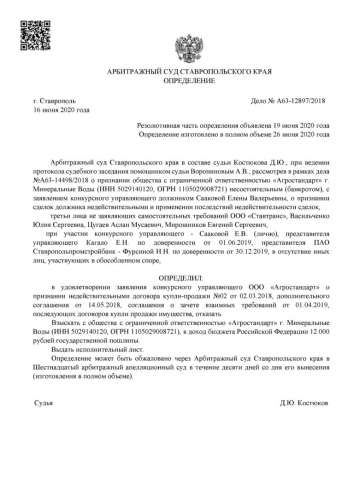 АРБИТРАЖНЫЙ СУД СТАВРОПОЛЬСКОГО КРАЯ
ОПРЕДЕЛЕНИЕ
г. Ставрополь Дело № А63-12897/2018
16 июня 2020 года
Резолютивная часть определения объявлена 19 июня 2020 года
Определение изготовлено в полном объеме 26 июня 2020 года
Арбитражный суд Ставропольского края в составе судьи Костюкова Д.Ю., при ведении
протокола судебного заседания помощником судьи Воропиновым А.В., рассмотрев в рамках дела
№А63-14498/2018 о признании общества с ограниченной ответственностью «Агростандарт» г.
Минеральные Воды (ИНН 5029140120, ОГРН 1105029008721) несостоятельным (банкротом), с
заявлением конкурсного управляющего должником Сааковой Елены Валерьевны, о признании
сделок должника недействительными и применении последствий недействительности сделок,
третьи лица не заявляющих самостоятельных требований ООО «Ставтранс», Васильченко
Юлия Сергеевна, Цугаев Аслан Мусаевич, Мирошников Евгений Сергеевич,
при участии конкурсного управляющего - Сааковой Е.В. (лично), представителя
управляющего Кагало Е.Н. по доверенности от 01.06.2019, представителя ПАО
Ставропольпромстройбанк - Фурсиной Н.Н. по доверенности от 30.12.2019, в отсутствие иных
лиц, участвующих в обособленном споре,
ОПРЕДЕЛИЛ:
в удовлетворении заявления конкурсного управляющего ООО «Агростандарт» о
признании недействительными договора купли-продажи №02 от 02.03.2018, дополнительного
соглашения от 14.05.2018, соглашения о зачете взаимных требований от 01.04.2019,
последующих договоров купли продажи имущества, отказать
Взыскать с общества с ограниченной ответственностью «Агростандарт» г. Минеральные
Воды (ИНН 5029140120, ОГРН 1105029008721), в доход бюджета Российской Федерации 12 000
рублей государственной пошлины.
Выдать исполнительный лист.
Определение может быть обжаловано через Арбитражный суд Ставропольского края в
Шестнадцатый арбитражный апелляционный суд в течение десяти дней со дня его вынесения
(изготовления в полном объеме).
Судья Д.Ю. Костюков